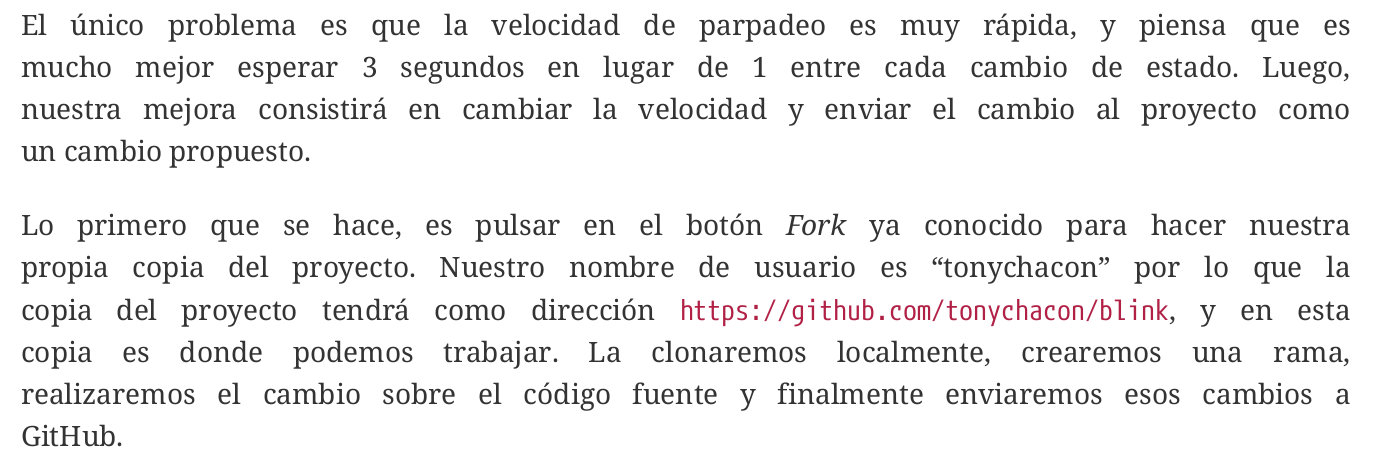 El único problema es que la velocidad de parpadeo es muy rápida, y piensa que es
mucho mejor esperar 3 segundos en lugar de 1 entre cada cambio de estado. Luego,
nuestra mejora consistirá en cambiar la velocidad y enviar el cambio al proyecto como
un cambio propuesto.
Lo primero que se hace, es pulsar en el botón Fork ya conocido para hacer nuestra
propia copia del proyecto. Nuestro nombre de usuario es “tonychacon” por lo que la
copia del proyecto tendrá como dirección https://github.com/tonychacon/blink, y en esta
copia es donde podemos trabajar. La clonaremos localmente, crearemos una rama,
realizaremos el cambio sobre el código fuente y finalmente enviaremos esos cambios a
GitHub.